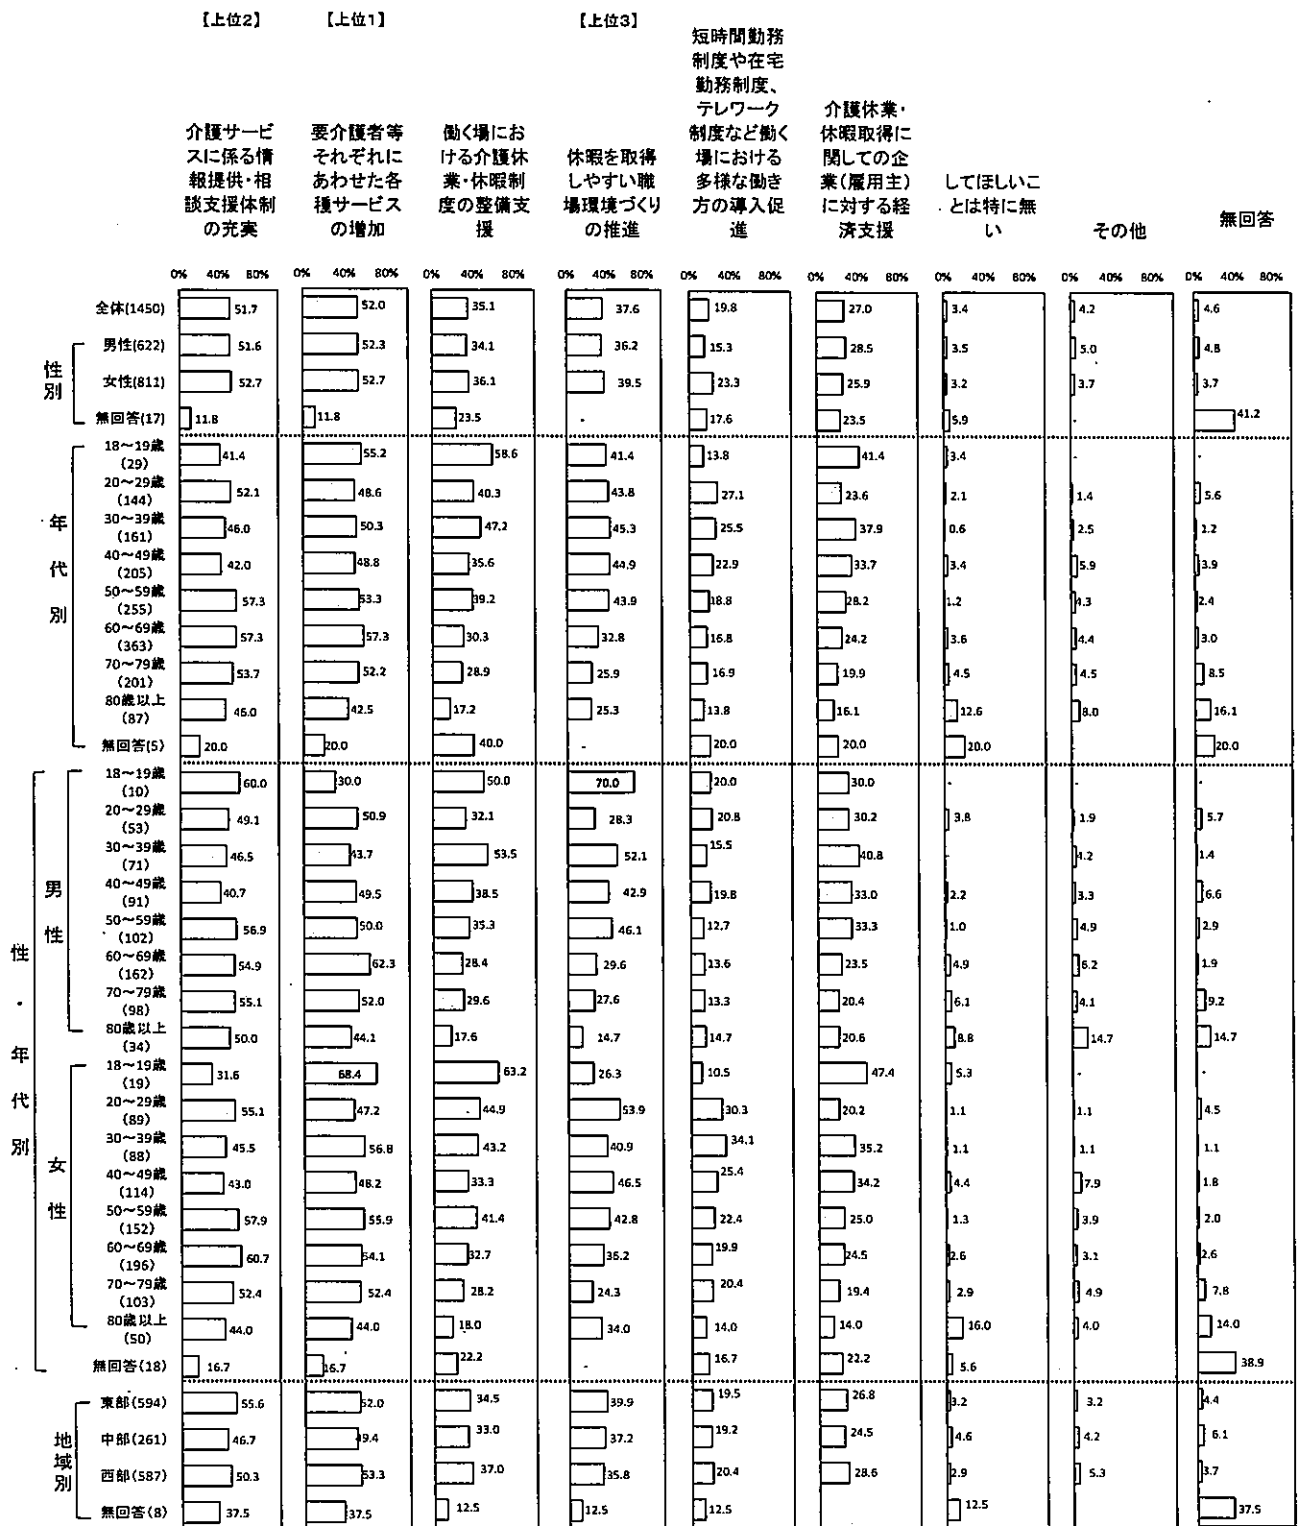 【上位2】 【上位1】 【上位3】
介護サービ
スに係る情
報提供・相
談支援体制
の充実
要介護者等
それぞれに
あわせた各
種サービス
の増加
働く場にお
ける介護休
業・休暇制
度の整備支
援
休暇を取得
しやすい職
場環境づくり
の推進
短時間勤務
制度や在宅
勤務制度、
テレワーク
制度など働く
場における
多様な働き
方の導入促
進
介護休業・
休暇取得に
関しての企
業(雇用主)
に対する経
済支援
してほしいこ
とは特に無
い
その他
無回答
0% 40% 80% 0% 40% 80% 0% 40% 80% 0% 40% 80% 0% 40% 80% 0% 40% 80% 0% 40% 80% 0% 40% 80% 0% 40% 80%
全体(1450) 51.7 52.0 35.1 37.6 19.8 27.0 3.4 4.2 4.6
性別
男性(622) 51.6 52.3 34.1 36.2 15.3 28.5 3.5 5.0 4.8
女性(811) 52.7 52.7 36.1 39.5 23.3 25.9 3.2 3.7 3.7
無回答(17) 11.8 11.8 23.5 - 17.6 23.5 5.9 - 41.2
年代別
18～19歳
(29) 41.4 55.2 58.6 41.4 13.8 41.4 3.4 - -
20～29歳
(144) 52.1 48.6 40.3 43.8 27.1 23.6 2.1 1.4 5.6
30～39歳
(161) 46.0 50.3 47.2 45.3 25.5 37.9 0.6 2.5 1.2
40～49歳
(205) 42.0 48.8 35.6 44.9 22.9 33.7 3.4 5.9 3.9
50～59歳
(255) 57.3 53.3 39.2 43.9 18.8 28.2 1.2 4.3 2.4
60～69歳
(363) 57.3 57.3 30.3 32.8 16.8 24.2 3.6 4.4 3.0
70～79歳
(201) 53.7 52.2 28.9 25.9 16.9 19.9 4.5 4.5 8.5
80歳以上
(87) 46.0 42.5 17.2 25.3 13.8 16.1 12.6 8.0 16.1
無回答(5) 20.0 20.0 40.0 20.0 20.0 20.0 20.0
性年代別
男性
18～19歳
(10) 60.0 30.0 50.0 70.0 20.0 30.0 - - -
20～29歳
(53) 49.1 50.9 32.1 28.3 20.8 30.2 3.8 1.9 5.7
30～39歳
(71) 46.5 43.7 53.5 52.1 15.5 40.8 4.2 1.4
40～49歳
(91) 40.7 49.5 38.5 42.9 19.8 33.0 2.2 3.3 6.6
50～59歳
(102) 56.9 50.0 35.3 46.1 12.7 33.3 1.0 4.9 2.9
60～69歳
(162) 54.9 62.3 28.4 29.6 13.6 23.5 4.9 6.2 1.9
70～79歳
(98) 55.1 52.0 29.6 27.6 13.3 20.4 6.1 4.1 9.2
80歳以上
(34) 50.0 44.1 17.6 14.7 14.7 20.6 8.8 14.7 14.7
女性
18～19歳
(19) 31.6 68.4 63.2 26.3 10.5 47.4 5.3 - -
20～29歳
(89) 55.1 47.2 44.9 53.9 30.3 20.2 1.1 1.1 4.5
30～39歳
(88) 45.5 56.8 43.2 40.9 34.1 35.2 1.1 1.1 1.1
40～49歳
(114) 43.0 48.2 33.3 46.5 25.4 34.2 4.4 7.9 1.8
50～59歳
(152) 57.9 55.9 41.4 42.8 22.4 25.0 1.3 3.9 2.0
60～69歳
(196) 60.7 54.1 32.7 35.2 19.9 24.5 2.6 3.1 2.6
70～79歳
(103) 52.4 52.4 28.2 24.3 20.4 19.4 2.9 4.9 7.8
80歳以上
(50) 44.0 44.0 18.0 34.0 14.0 14.0 16.0 4.0 14.0
無回答(18) 16.7 16.7 22.2 16.7 22.2 5.6 38.9
地域別
東部(594) 55.6 52.0 34.5 39.9 19.5 26.8 3.2 3.2 4.4
中部(261) 46.7 49.4 33.0 37.2 19.2 24.5 4.6 4.2 6.1
西部(587) 50.3 53.3 37.0 35.8 20.4 28.6 2.9 5.3 3.7
無回答(8) 37.5 37.5 12.5 12.5 12.5 12.5 37.5